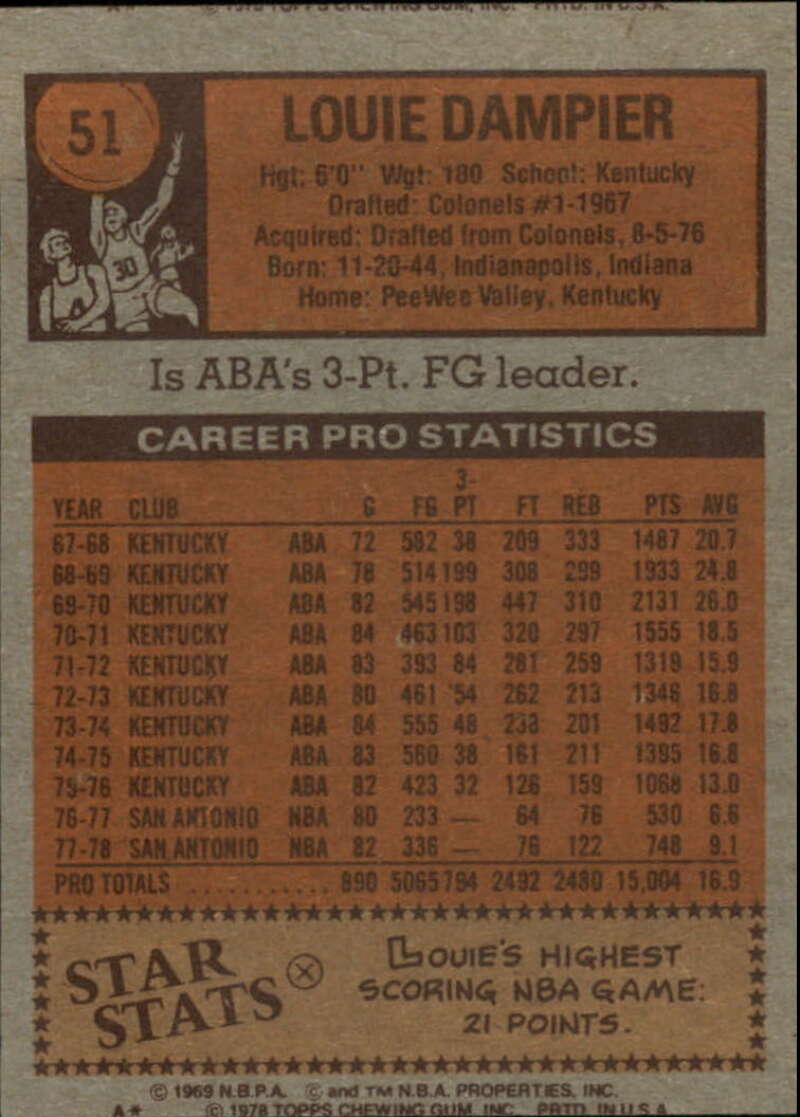 © 1978 TOPPS CHEWING GUM, INC. PRTD. IN U.S.A.
51
LOUIE DAMPIER
Hgt: 6'0" Wgt: 180 School: Kentucky
Drafted: Colonels #1-1967
Acquired: Drafted from Colonels, 8-5-76
Born: 11-20-44, Indianapolis, Indiana
Home: PeeWee Valley, Kentucky
30
Is ABA's 3-Pt. FG leader.
CAREER PRO STATISTICS
YEAR CLUB G FG 3-PT FT REB PTS AVG
67-68 KENTUCKY ABA 72 582 38 209 333 1487 20.7
68-69 KENTUCKY ABA 78 514 199 308 299 1933 24.8
69-70 KENTUCKY ABA 82 545 198 447 310 2131 26.0
70-71 KENTUCKY ABA 84 463 103 320 297 1555 18.5
71-72 KENTUCKY ABA 83 393 84 281 259 1319 15.9
72-73 KENTUCKY ABA 80 461 54 262 213 1346 16.8
73-74 KENTUCKY ABA 84 555 48 238 201 1492 17.8
74-75 KENTUCKY ABA 83 560 38 161 211 1395 16.8
75-76 KENTUCKY ABA 82 423 32 126 159 1068 13.0
76-77 SAN ANTONIO NBA 80 233 — 64 76 530 6.6
77-78 SAN ANTONIO NBA 82 336 — 76 122 748 9.1
PRO TOTALS ........... 890 5065 794 2492 2480 15,004 16.9
STAR
STATS
LOUIE'S HIGHEST
SCORING NBA GAME:
21 POINTS.
© 1969 N.B.P.A. © and TM N.B.A. PROPERTIES, INC.
A* © 1978 TOPPS CHEWING GUM, INC. PRTD. IN U.S.A.